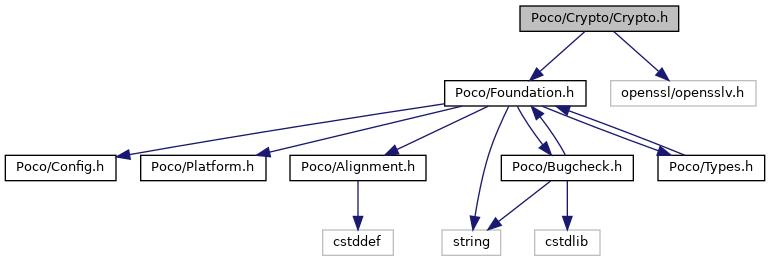 Poco/Crypto/Crypto.h
Poco/Foundation.h
openssl/opensslv.h
Poco/Config.h
Poco/Platform.h
Poco/Alignment.h
Poco/Bugcheck.h
Poco/Types.h
cstddef
string
cstdlib